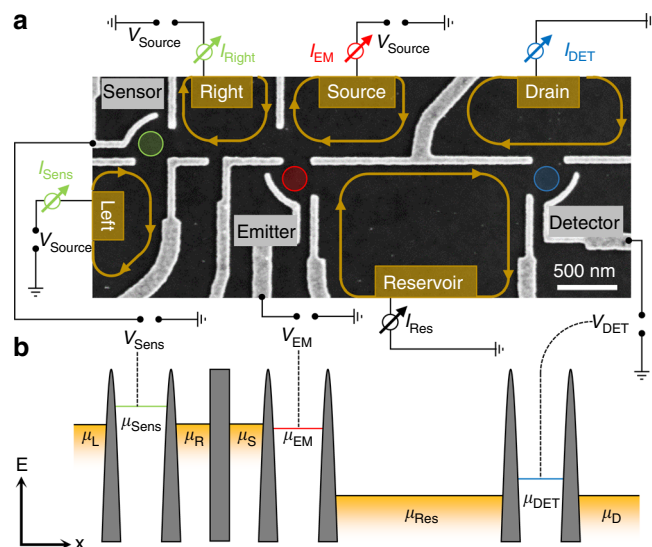 a
V_Source
I_Right
I_EM
V_Source
I_DET
Sensor
Right
Source
Drain
I_Sens
Left
V_Source
Emitter
Detector
Reservoir
500 nm
I_Res
V_Sens
V_EM
V_DET
b
μ_L
μ_Sens
μ_R
μ_S
μ_EM
μ_Res
μ_DET
μ_D
E
x